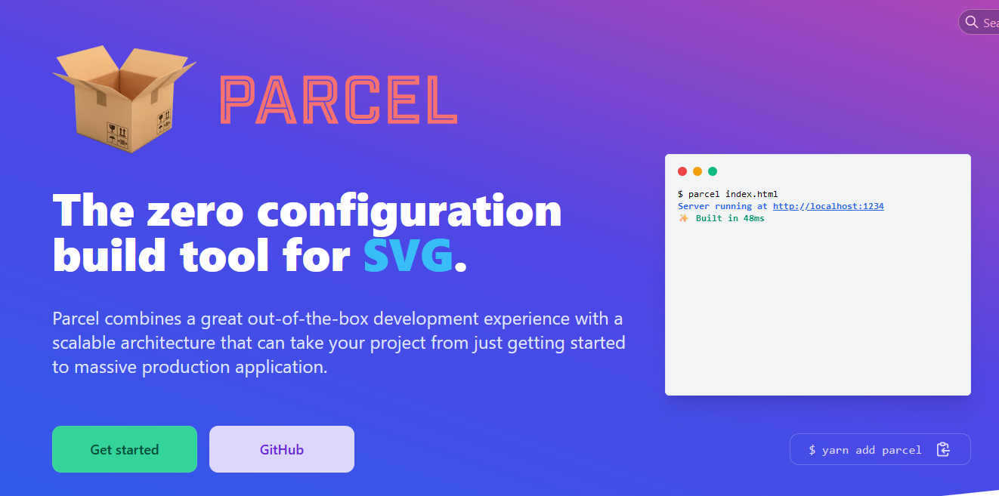 Sea
PARCEL
The zero configuration
build tool for SVG.
Parcel combines a great out-of-the-box development experience with a
scalable architecture that can take your project from just getting started
to massive production application.
Get started
GitHub
$ parcel index.html
Server running at http://localhost:1234
✨ Built in 48ms
$ yarn add parcel